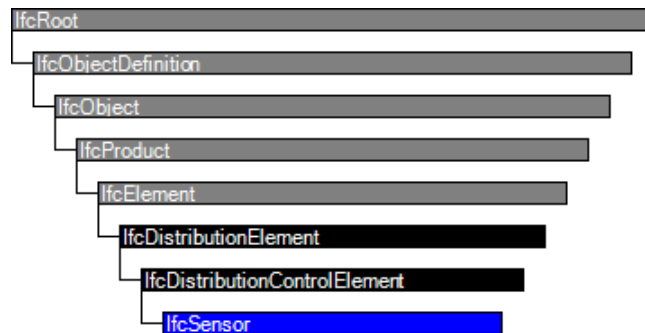 IfcRoot
IfcObjectDefinition
IfcObject
IfcProduct
IfcElement
IfcDistributionElement
IfcDistributionControlElement
IfcSensor